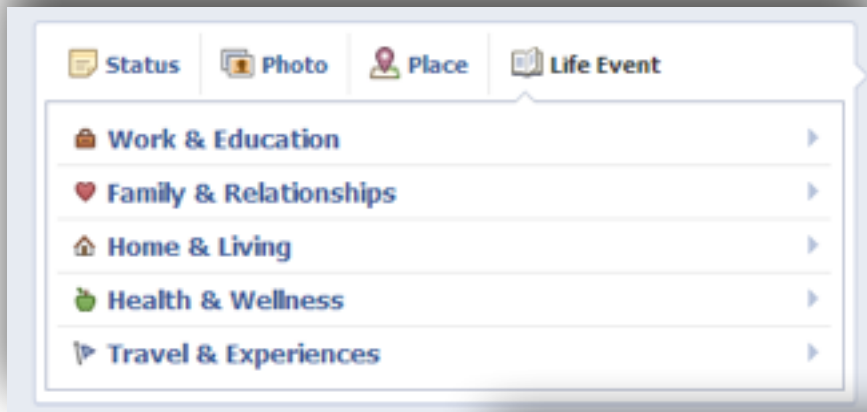 Status Photo Place Life Event
Work & Education
Family & Relationships
Home & Living
Health & Wellness
Travel & Experiences